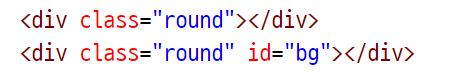 <div class="round"></div>
<div class="round" id="bg"></div>